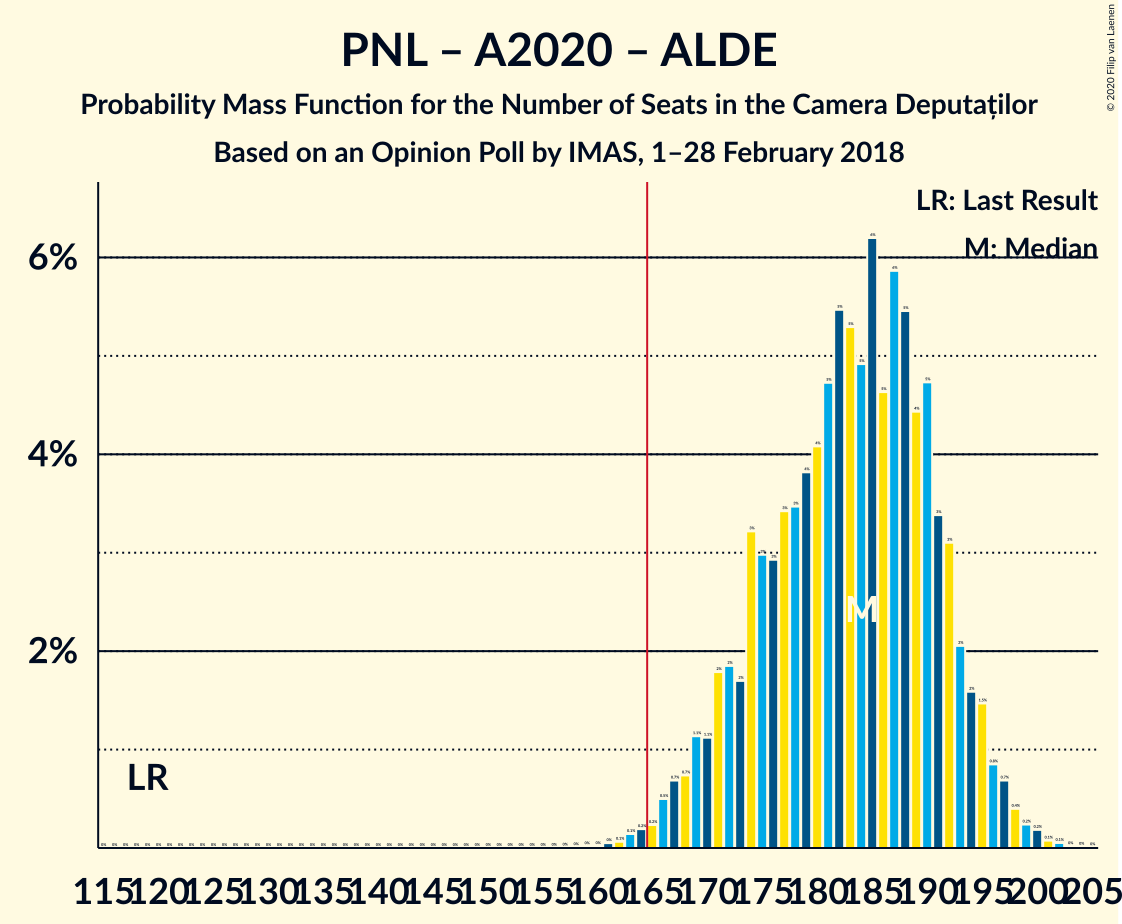 PNL – A2020 – ALDE
Probability Mass Function for the Number of Seats in the Camera Deputaților
Based on an Opinion Poll by IMAS, 1–28 February 2018
© 2020 Filip van Laenen
LR: Last Result
M: Median
6%
4%
2%
LR
M
115 120 125 130 135 140 145 150 155 160 165 170 175 180 185 190 195 200 205